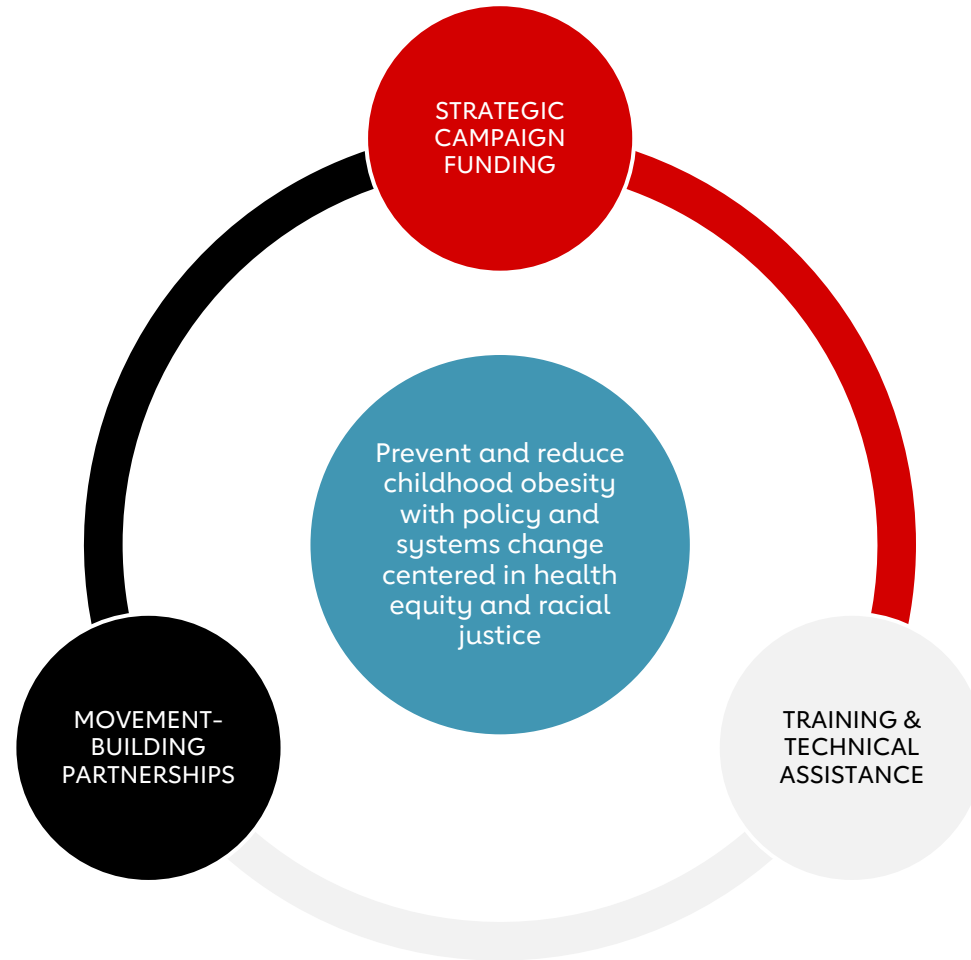 STRATEGIC
CAMPAIGN
FUNDING
Prevent and reduce
childhood obesity
with policy and
systems change
centered in health
equity and racial
justice
MOVEMENT-
BUILDING
PARTNERSHIPS
TRAINING &
TECHNICAL
ASSISTANCE